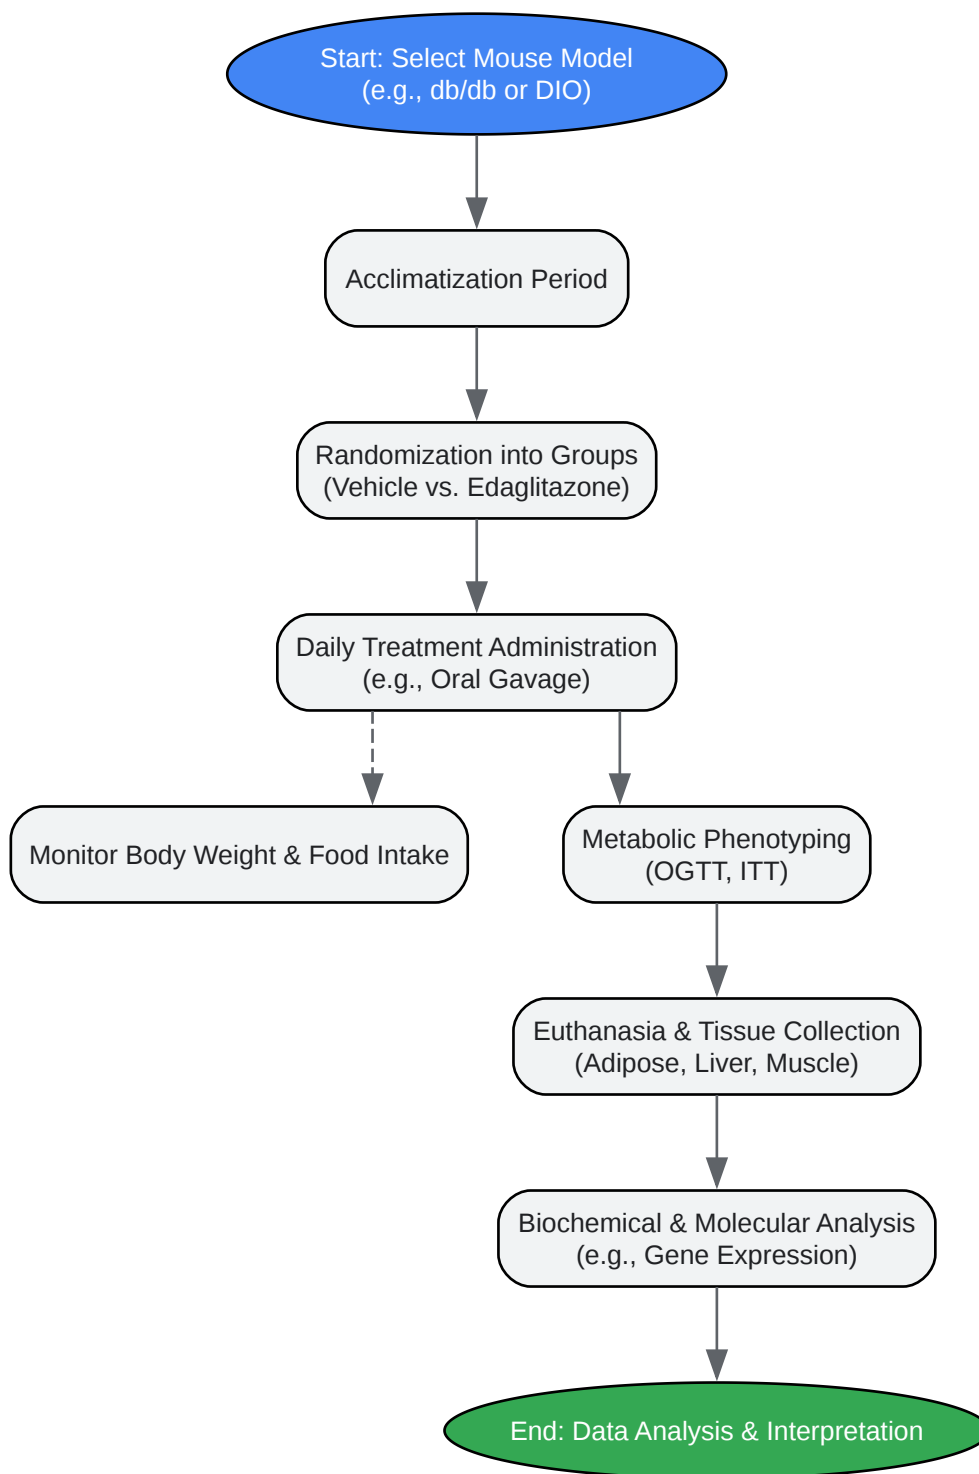 Start: Select Mouse Model
(e.g., db/db or DIO)
Acclimatization Period
Randomization into Groups
(Vehicle vs. Edaglitazone)
Daily Treatment Administration
(e.g., Oral Gavage)
Monitor Body Weight & Food Intake
Metabolic Phenotyping
(OGTT, ITT)
Euthanasia & Tissue Collection
(Adipose, Liver, Muscle)
Biochemical & Molecular Analysis
(e.g., Gene Expression)
End: Data Analysis & Interpretation